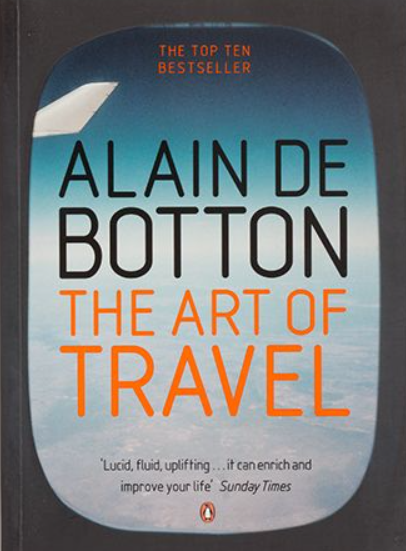 THE TOP TEN
BESTSELLER
ALAIN DE
BOTTON
THE ART OF
TRAVEL
'Lucid, fluid, uplifting ... it can enrich and
improve your life' Sunday Times